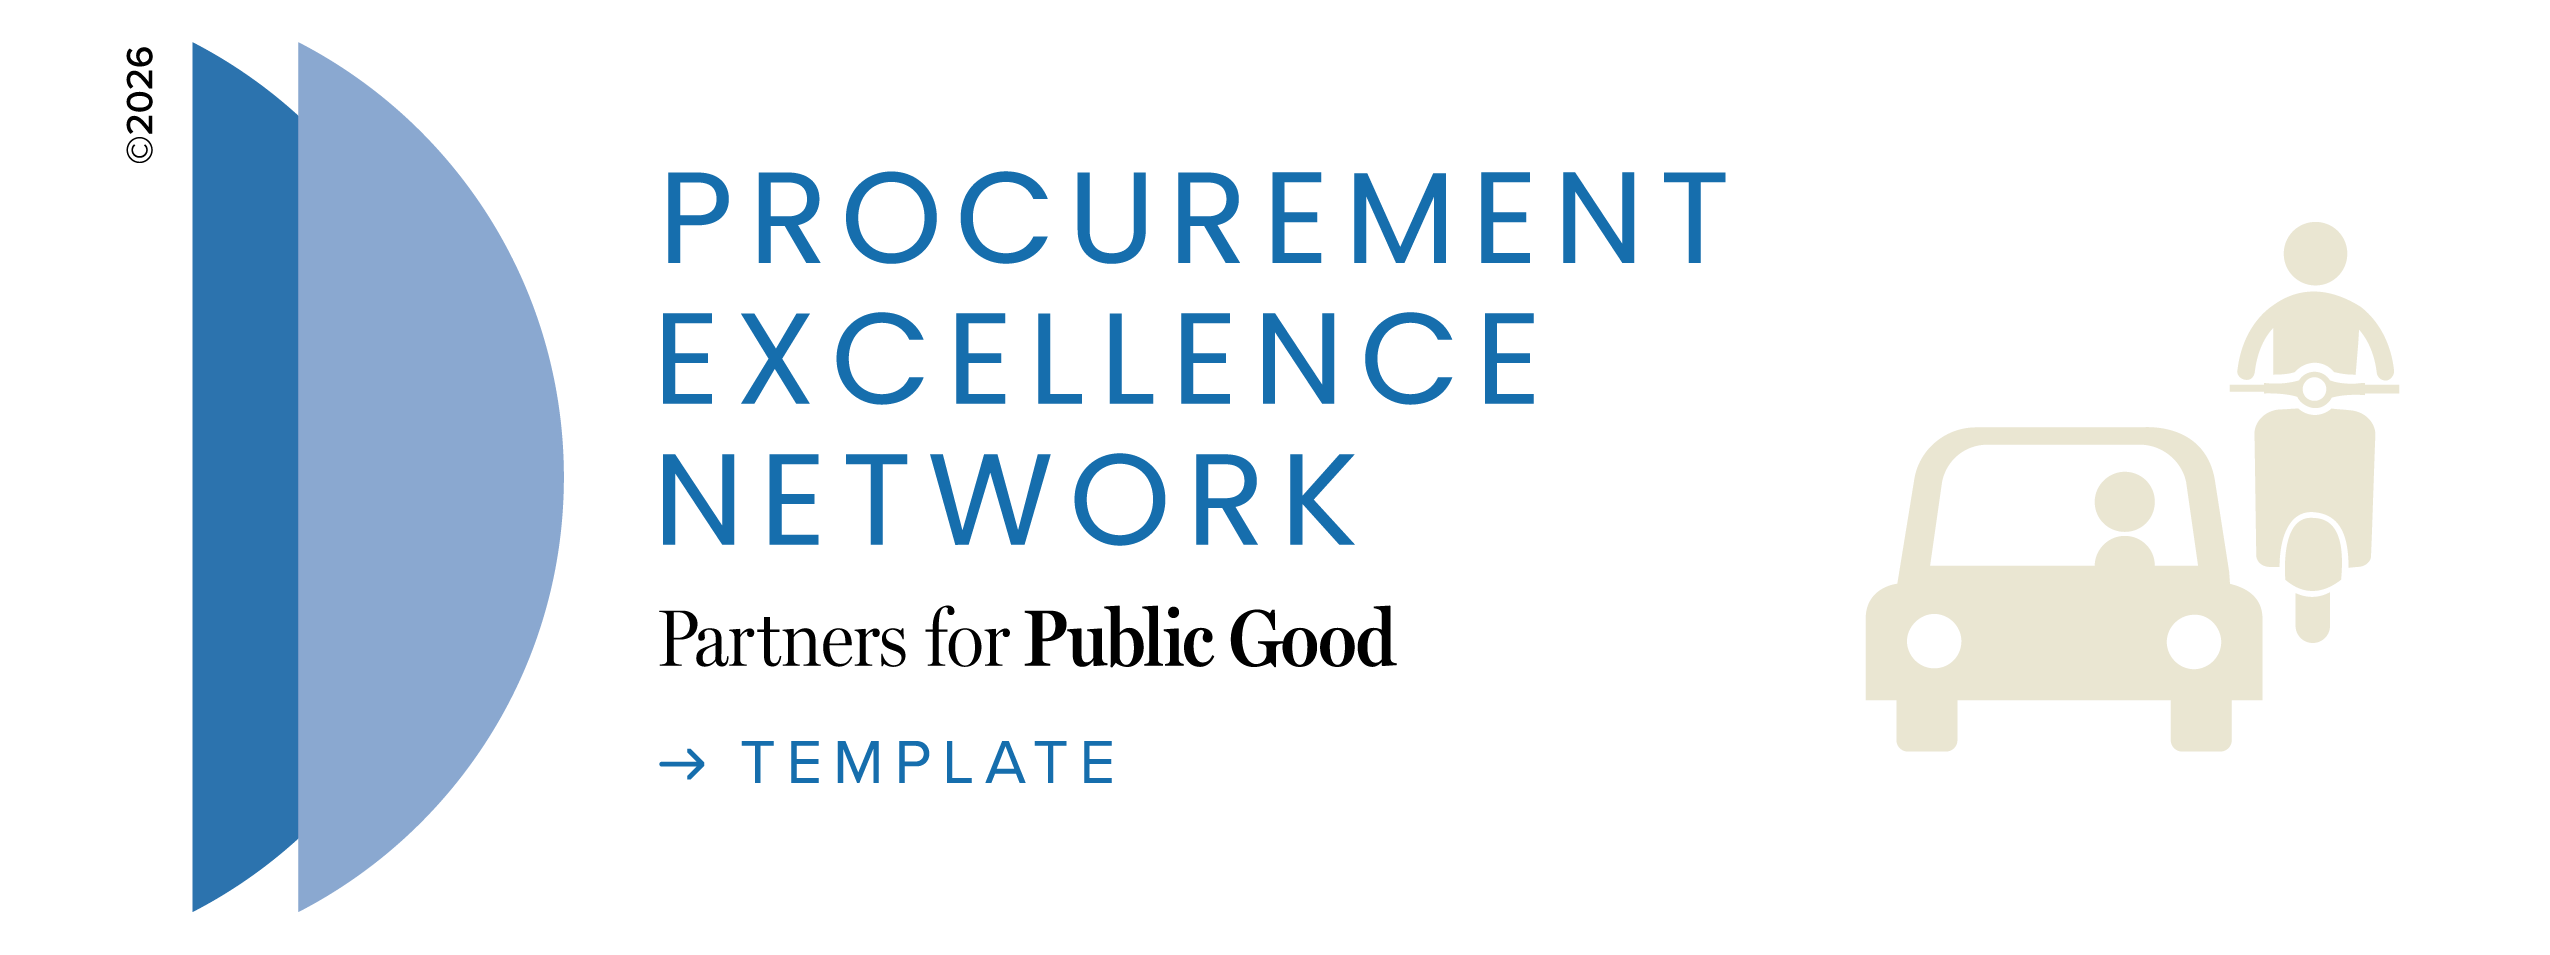 ©2026
PROCUREMENT
EXCELLENCE
NETWORK
Partners for Public Good
→ TEMPLATE